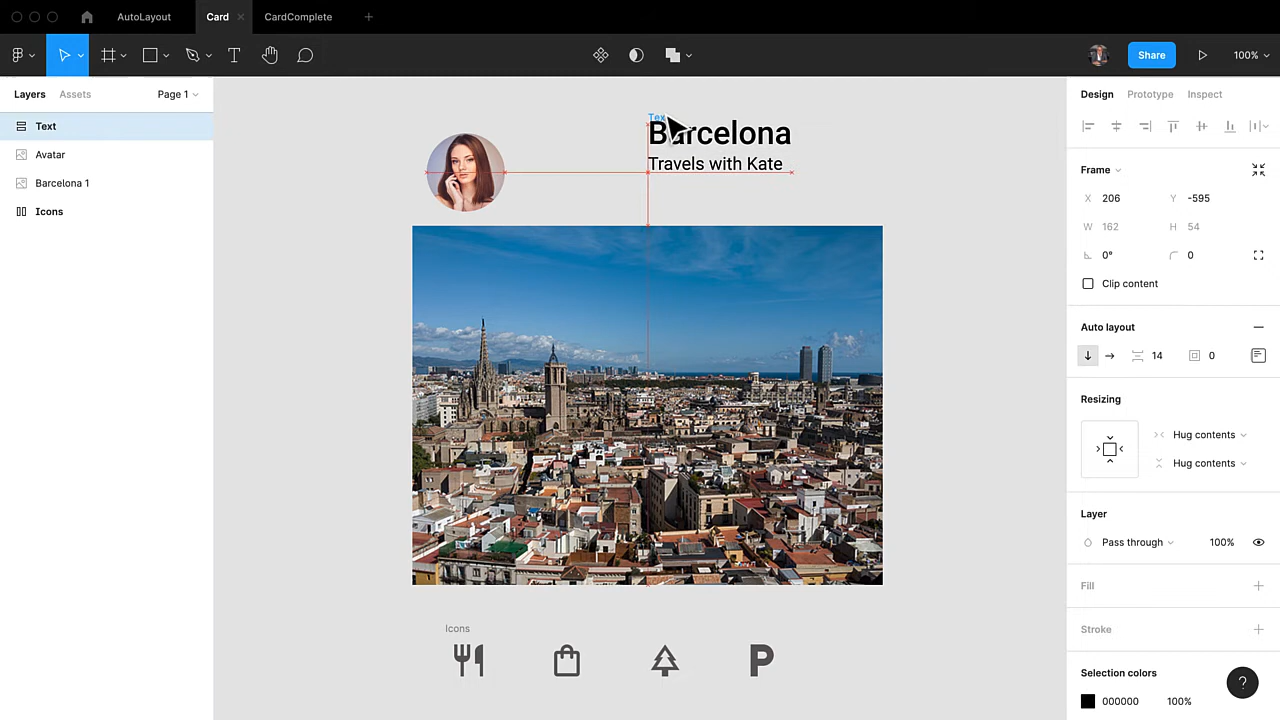 AutoLayout
Card
CardComplete
Share
100%
Layers
Assets
Page 1
Text
Avatar
Barcelona 1
Icons
Tex
Barcelona
Travels with Kate
Icons
P
Design
Prototype
Inspect
Frame
X 206 Y -595
W 162 H 54
0° 0
Clip content
Auto layout
14 0
Resizing
Hug contents
Hug contents
Layer
Pass through 100%
Fill
Stroke
Selection colors
000000 100%
?